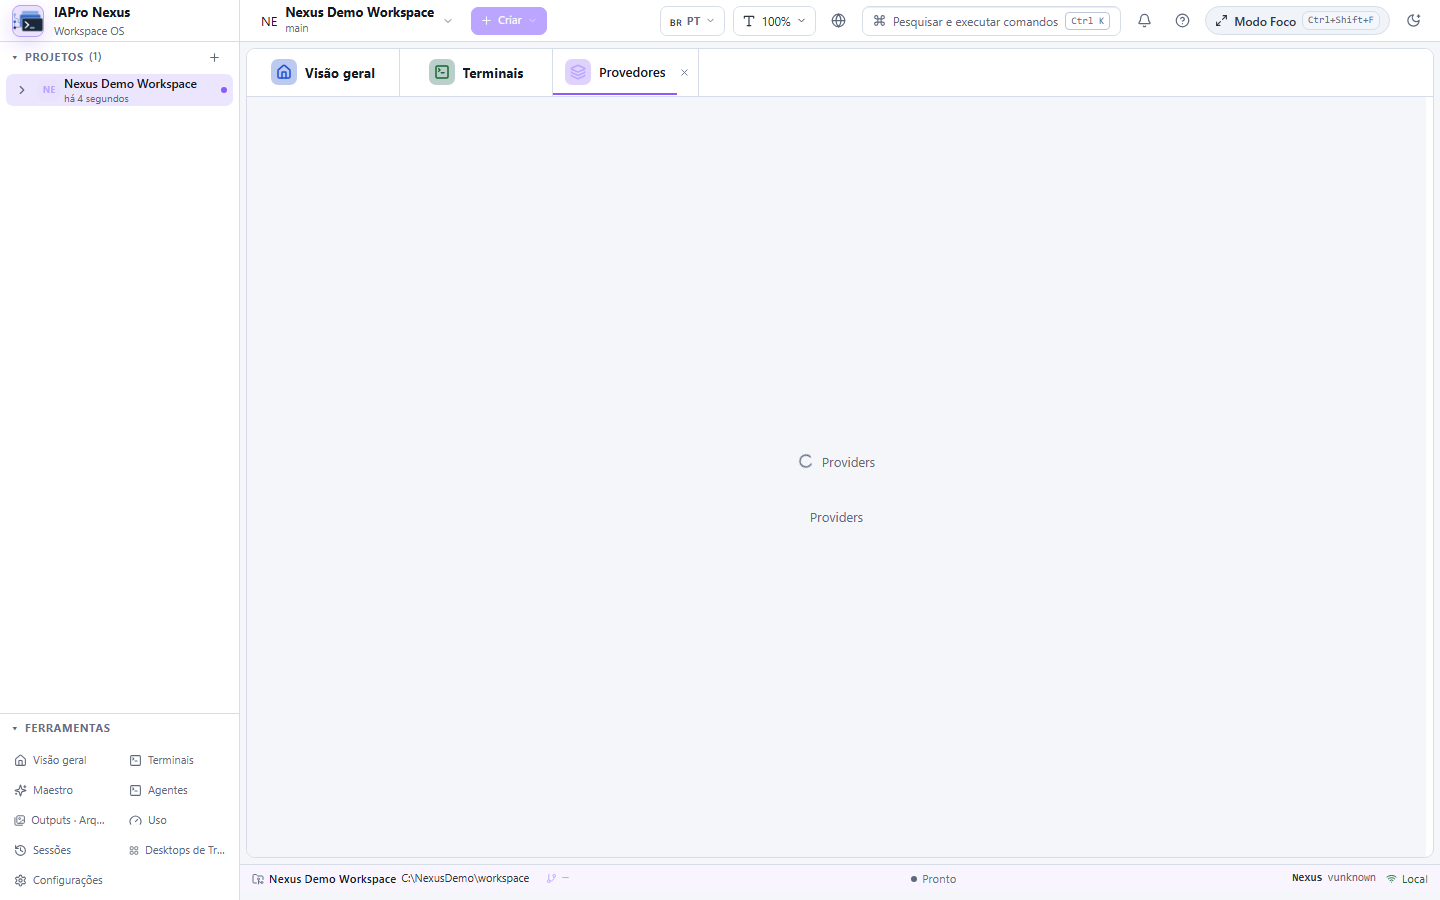 IAPro Nexus
Workspace OS
PROJETOS (1)
NE
Nexus Demo Workspace
há 4 segundos
NE
Nexus Demo Workspace
main
Criar
BR PT
100%
Pesquisar e executar comandos
Ctrl K
Modo Foco
Ctrl+Shift+F
Visão geral
Terminais
Provedores
Providers
Providers
FERRAMENTAS
Visão geral
Terminais
Maestro
Agentes
Outputs · Arq...
Uso
Sessões
Desktops de Tr...
Configurações
Nexus Demo Workspace C:\NexusDemo\workspace
—
Pronto
Nexus vunknown
Local